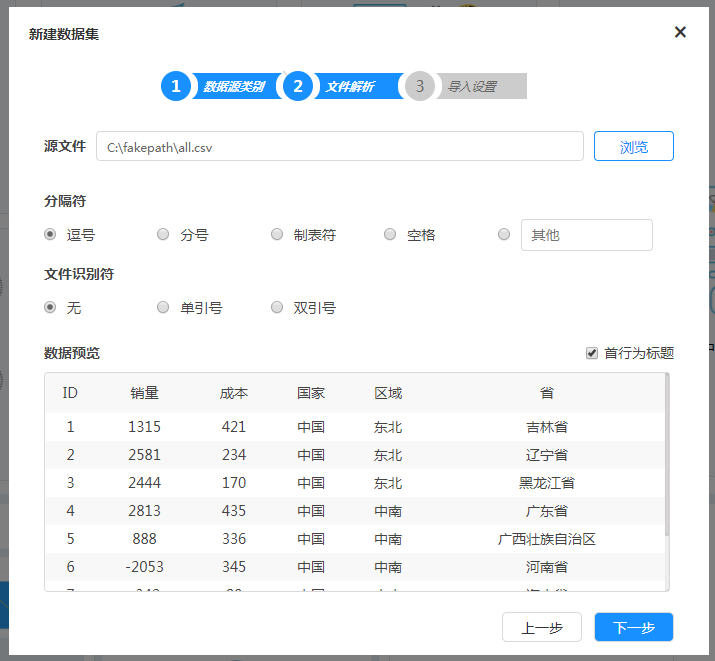 新建数据集
1 数据源类别 2 文件解析 3 导入设置
源文件 C:\fakepath\all.csv 浏览
分隔符
逗号 分号 制表符 空格 其他
文件识别符
无 单引号 双引号
数据预览 首行为标题
ID 销量 成本 国家 区域 省
1 1315 421 中国 东北 吉林省
2 2581 234 中国 东北 辽宁省
3 2444 170 中国 东北 黑龙江省
4 2813 435 中国 中南 广东省
5 888 336 中国 中南 广西壮族自治区
6 -2053 345 中国 中南 河南省
上一步 下一步